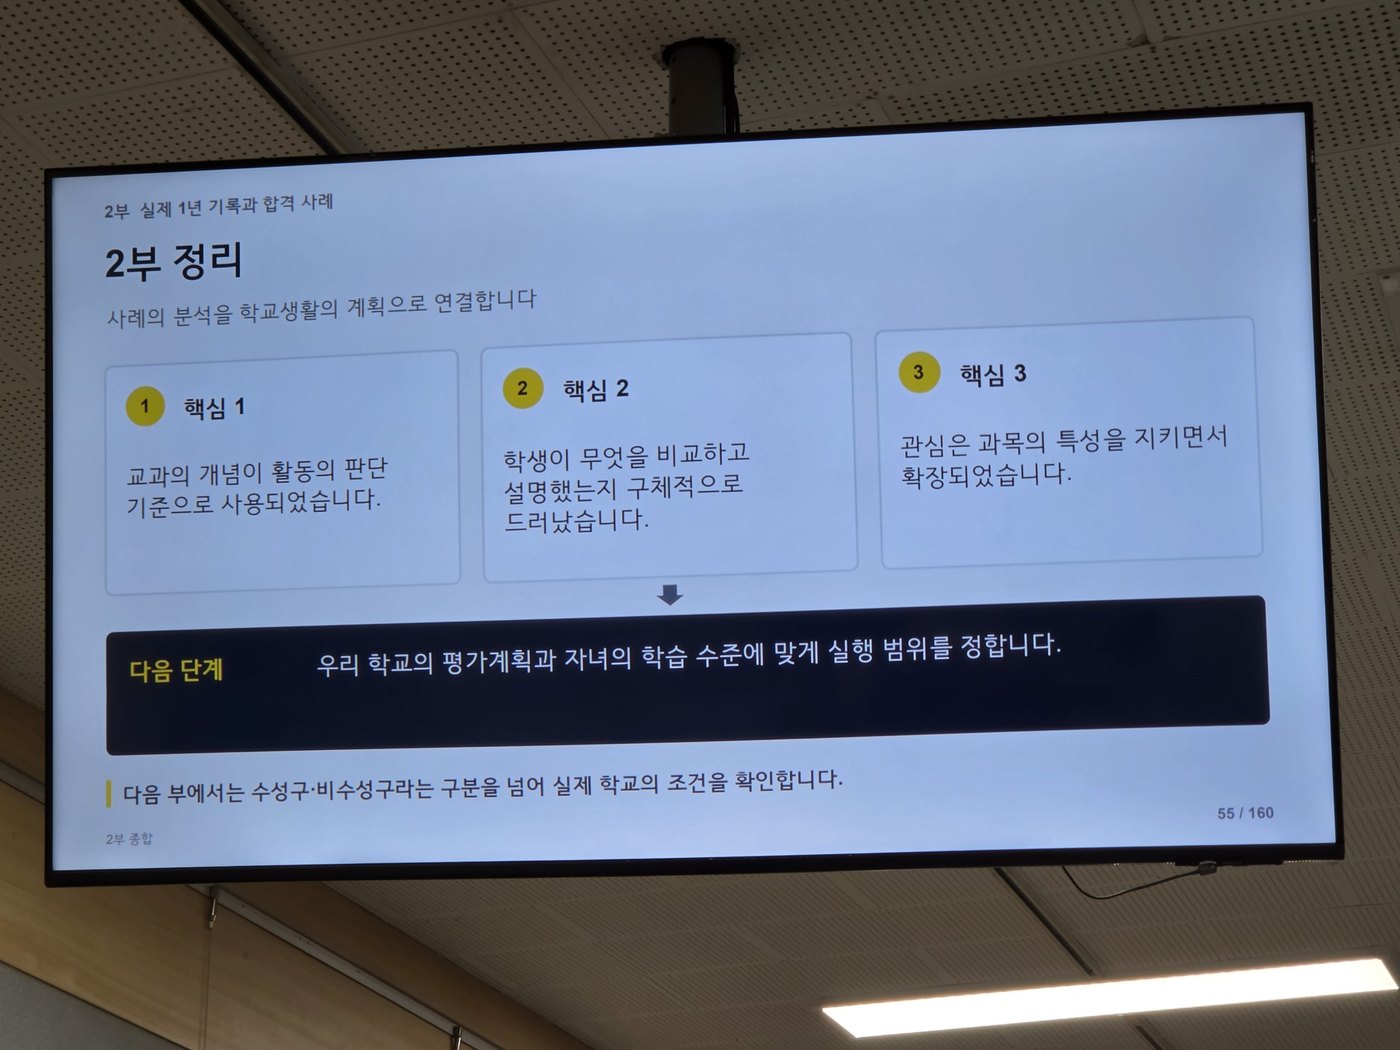 2부 실제 1년 기록과 합격 사례
2부 정리
사례의 분석을 학교생활의 계획으로 연결합니다
1 핵심 1
교과의 개념이 활동의 판단
기준으로 사용되었습니다.
2 핵심 2
학생이 무엇을 비교하고
설명했는지 구체적으로
드러났습니다.
3 핵심 3
관심은 과목의 특성을 지키면서
확장되었습니다.
다음 단계 우리 학교의 평가계획과 자녀의 학습 수준에 맞게 실행 범위를 정합니다.
다음 부에서는 수성구·비수성구라는 구분을 넘어 실제 학교의 조건을 확인합니다.
2부 종합
55 / 160